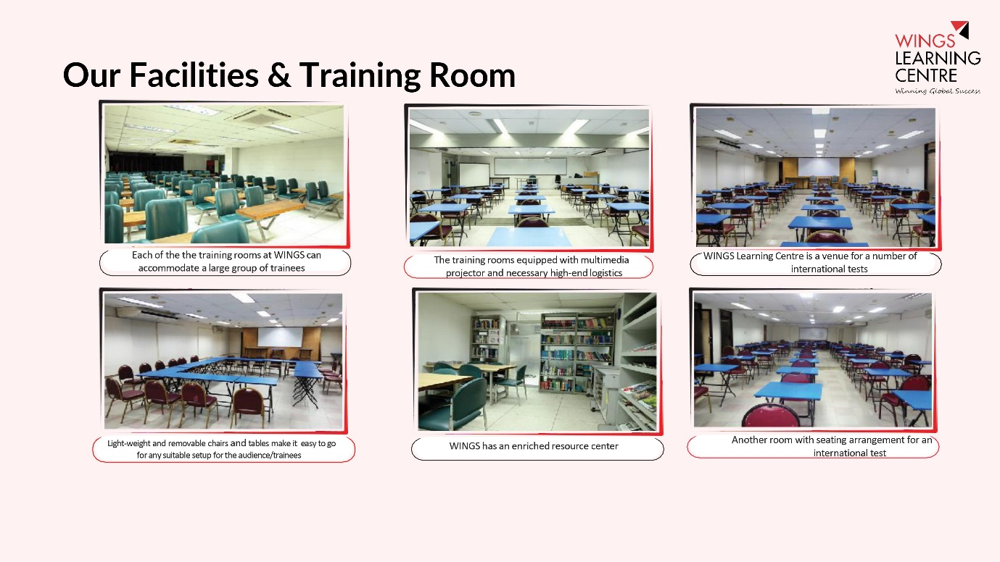 WINGS
LEARNING
CENTRE
Winning Global Success
Our Facilities & Training Room
Each of the the training rooms at WINGS can
accommodate a large group of trainees
The training rooms equipped with multimedia
projector and necessary high-end logistics
WINGS Learning Centre is a venue for a number of
international tests
Light-weight and removable chairs and tables make it easy to go
for any suitable setup for the audience/trainees
WINGS has an enriched resource center
Another room with seating arrangement for an
international test